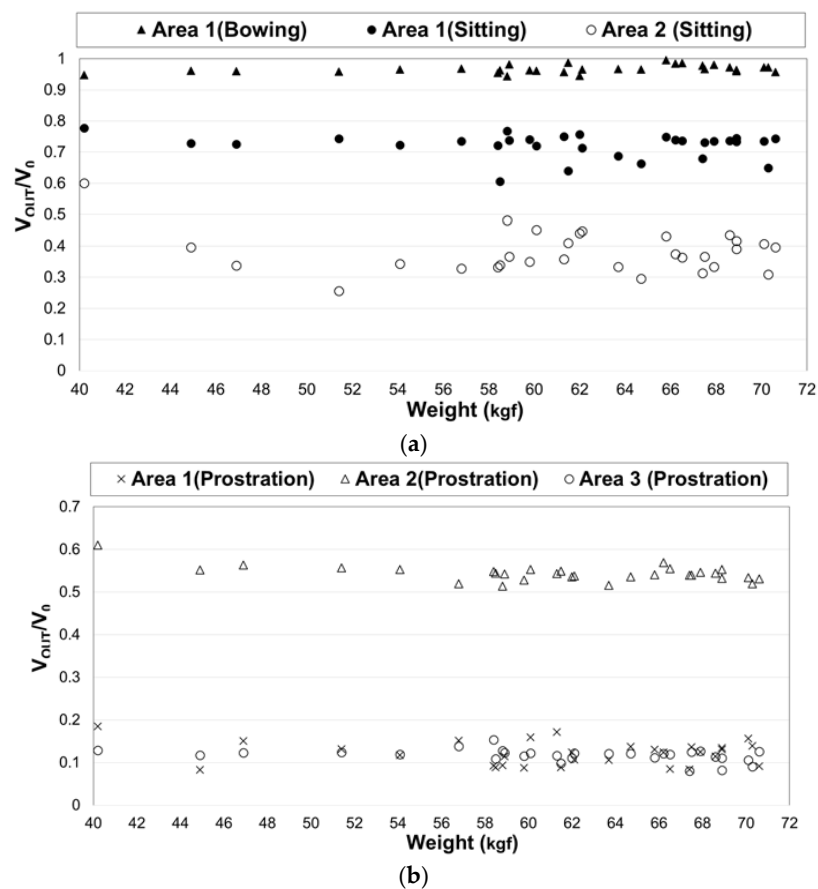 ▲ Area 1(Bowing) ● Area 1(Sitting) ○ Area 2 (Sitting)
1
0.9
0.8
0.7
0.6
0.5
0.4
0.3
0.2
0.1
0
V_OUT/V_n
40 42 44 46 48 50 52 54 56 58 60 62 64 66 68 70 72
Weight (kgf)
(a)
× Area 1(Prostration) △ Area 2(Prostration) ○ Area 3 (Prostration)
0.7
0.6
0.5
0.4
0.3
0.2
0.1
0
V_OUT/V_n
40 42 44 46 48 50 52 54 56 58 60 62 64 66 68 70 72
Weight (kgf)
(b)